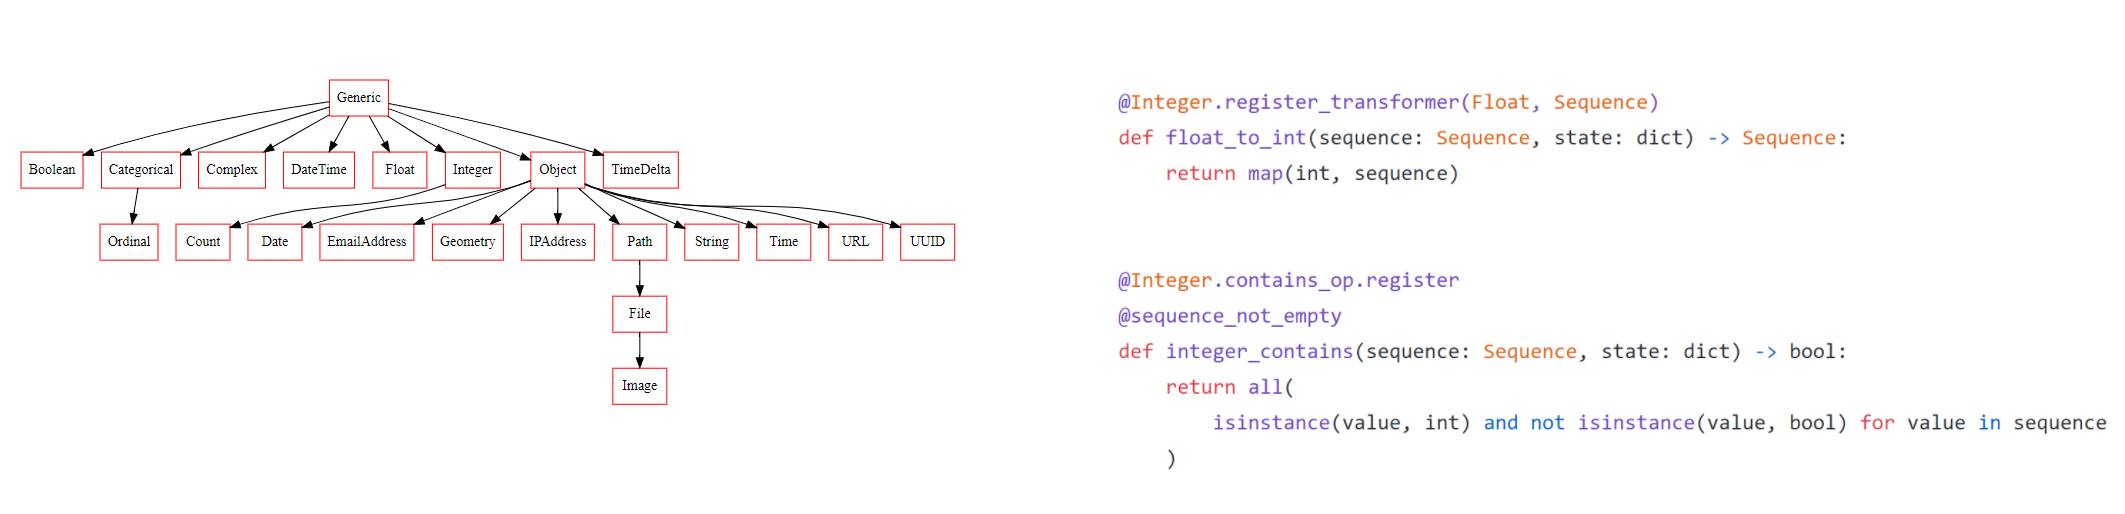 Generic
Boolean Categorical Complex DateTime Float Integer Object TimeDelta
Ordinal Count Date EmailAddress Geometry IPAddress Path String Time URL UUID
File
Image
@Integer.register_transformer(Float, Sequence)
def float_to_int(sequence: Sequence, state: dict) -> Sequence:
    return map(int, sequence)
@Integer.contains_op.register
@sequence_not_empty
def integer_contains(sequence: Sequence, state: dict) -> bool:
    return all(
        isinstance(value, int) and not isinstance(value, bool) for value in sequence
    )